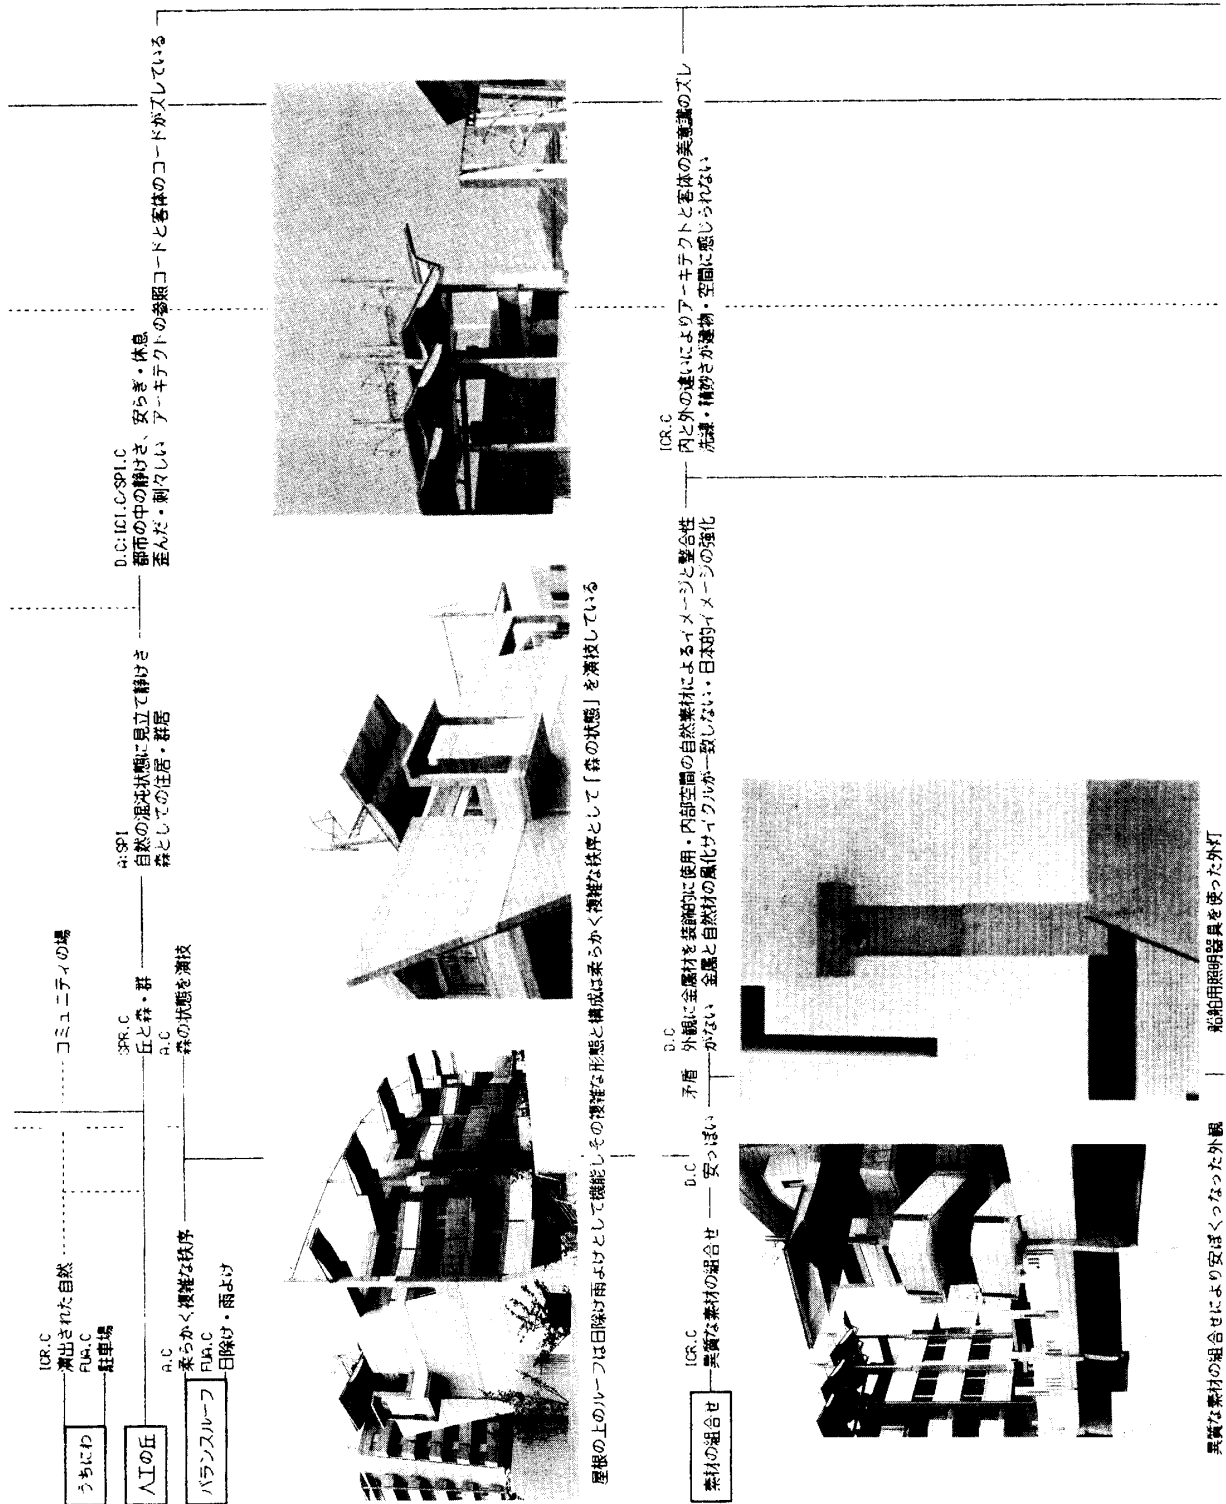 うちにわ
ICR.C
演出された自然
コミュニティの場
FUA.C
駐車場
人工の丘
SPR.C
丘と森・群
A:SPI
自然の混沌状態に見立て静けさ
森としての住居・群居
D.C:ICI.C/SPI.C
都市の中の静けさ、安らぎ・休息
歪んだ・刺々しい アーキテクトの参照コードと客体のコードがズレている
バランスルーフ
A.C
柔らかく複雑な秩序
A.C
森の状態を演技
FUA.C
日除け・雨よけ
屋根の上のルーフは日除け雨よけとして機能しその複雑な形態と構成は柔らかく複雑な秩序として「森の状態」を演技している
素材の組合せ
ICR.C
異質な素材の組合せ
D.C
安っぽい
矛盾
D.C
外観に金属材を装飾的に使用・内部空間の自然素材によるイメージと整合性
がない 金属と自然材の風化サイクルが一致しない・日本的イメージの強化
ICR.C
内と外の違いによりアーキテクトと客体の美意識のズレ
洗練・精妙さが建物・空間に感じられない
異質な素材の組合せにより安ぽくっなった外観
船舶用照明器具を使った外灯